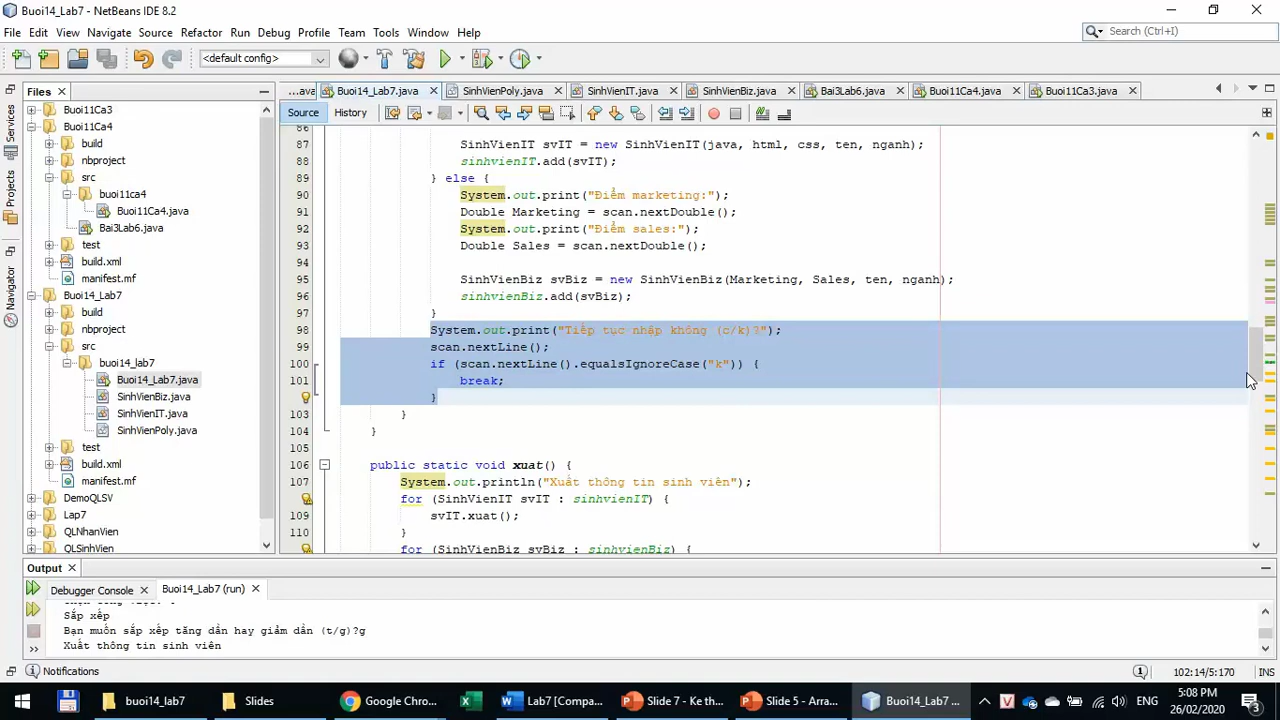 Buoi14_Lab7 - NetBeans IDE 8.2
File Edit View Navigate Source Refactor Run Debug Profile Team Tools Window Help
Search (Ctrl+I)
<default config>
Files
...ava Buoi14_Lab7.java SinhVienPoly.java SinhVienIT.java SinhVienBiz.java Bai3Lab6.java Buoi11Ca4.java Buoi11Ca3.java
Source History
Services
Projects
Navigator
Buoi11Ca3
Buoi11Ca4
build
nbproject
src
buoi11ca4
Buoi11Ca4.java
Bai3Lab6.java
test
build.xml
manifest.mf
Buoi14_Lab7
build
nbproject
src
buoi14_lab7
Buoi14_Lab7.java
SinhVienBiz.java
SinhVienIT.java
SinhVienPoly.java
test
build.xml
manifest.mf
DemoQLSV
Lap7
QLNhanVien
QLSinhVien
86
87 SinhVienIT svIT = new SinhVienIT(java, html, css, ten, nganh);
88 sinhvienIT.add(svIT);
89 } else {
90 System.out.print("Điểm marketing:");
91 Double Marketing = scan.nextDouble();
92 System.out.print("Điểm sales:");
93 Double Sales = scan.nextDouble();
94
95 SinhVienBiz svBiz = new SinhVienBiz(Marketing, Sales, ten, nganh);
96 sinhvienBiz.add(svBiz);
97 }
98 System.out.print("Tiếp tục nhập không (c/k)?");
99 scan.nextLine();
100 if (scan.nextLine().equalsIgnoreCase("k")) {
101 break;
}
103 }
104 }
105
106 public static void xuat() {
107 System.out.println("Xuất thông tin sinh viên");
for (SinhVienIT svIT : sinhvienIT) {
109 svIT.xuat();
110 }
for (SinhVienBiz svBiz : sinhvienBiz) {
Output
Debugger Console Buoi14_Lab7 (run)
Sắp xếp
Bạn muốn sắp xếp tăng dần hay giảm dần (t/g)?g
Xuất thông tin sinh viên
Notifications
102:14/5:170 INS
buoi14_lab7 Slides Google Chro... Lab7 [Compa... Slide 7 - Ke th... Slide 5 - Arra... Buoi14_Lab7 ...
ENG
5:08 PM
26/02/2020
3